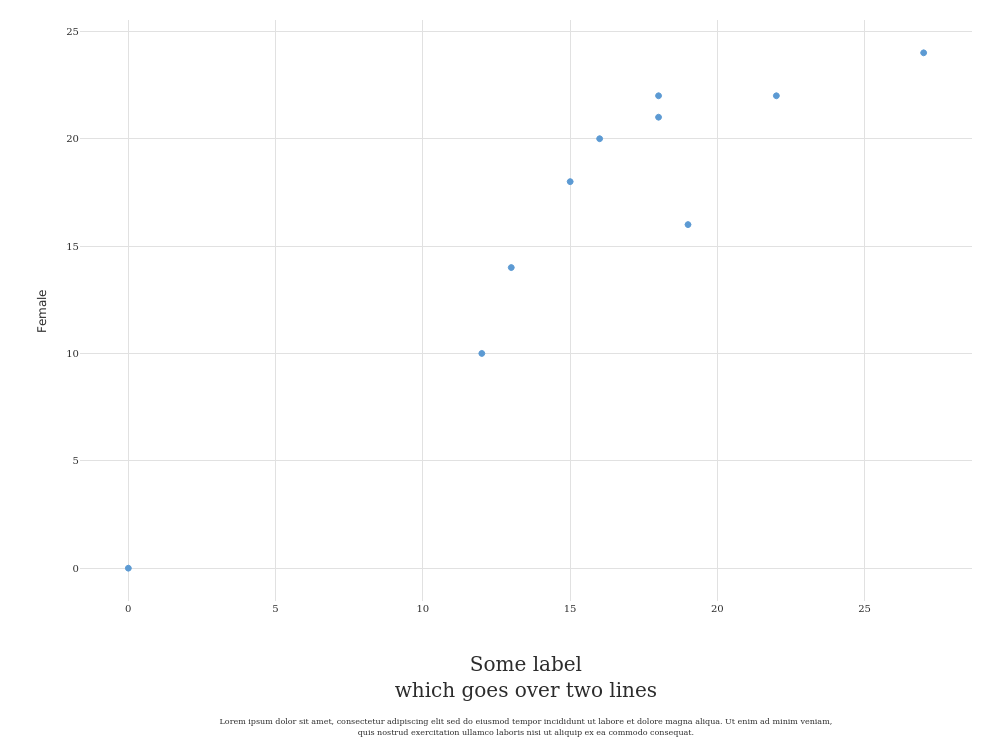 25
20
15
10
5
0
Female
0 5 10 15 20 25
Some label
which goes over two lines
Lorem ipsum dolor sit amet, consectetur adipiscing elit sed do eiusmod tempor incididunt ut labore et dolore magna aliqua. Ut enim ad minim veniam,
quis nostrud exercitation ullamco laboris nisi ut aliquip ex ea commodo consequat.